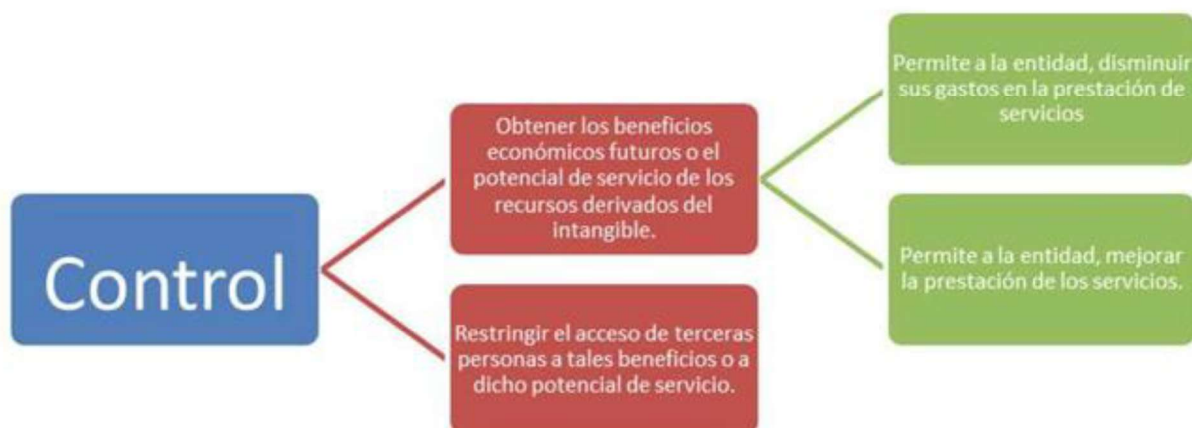 Control
Obtener los beneficios
económicos futuros o el
potencial de servicio de los
recursos derivados del
intangible.
Restringir el acceso de terceras
personas a tales beneficios o a
dicho potencial de servicio.
Permite a la entidad, disminuir
sus gastos en la prestación de
servicios
Permite a la entidad, mejorar
la prestación de los servicios.